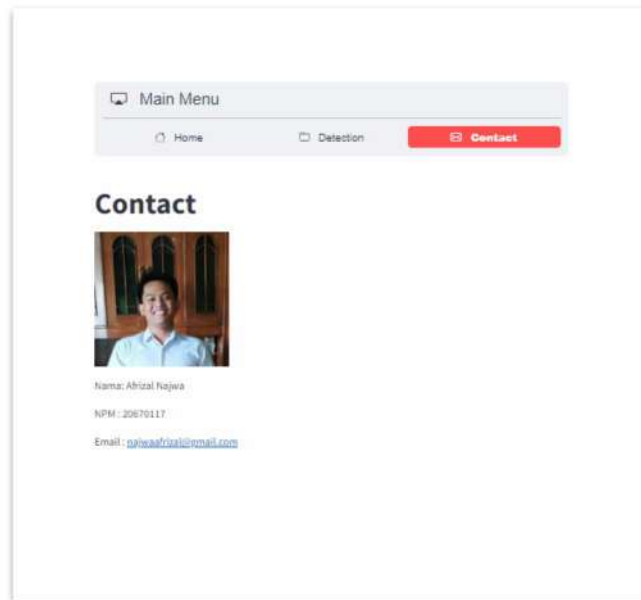 Main Menu
Home
Detection
Contact
Contact
Nama: Afrizal Najwa
NPM : 20670117
Email : najwaafrizal@gmail.com